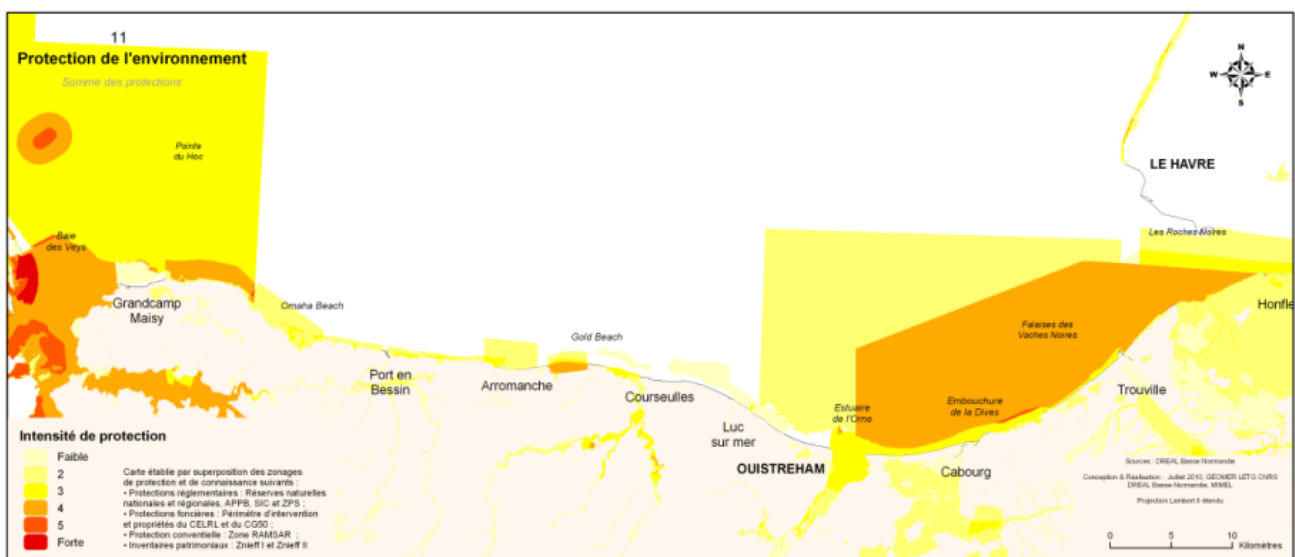 11
Protection de l'environnement
Somme des protections
N
W
E
S
Pointe
du Hoc
LE HAVRE
Les Roches Noires
Baie
des Veys
Grandcamp
Maisy
Omaha Beach
Honfle
Gold Beach
Falaises des
Vaches Noires
Port en
Bessin
Arromanche
Courseulles
Trouville
Estuaire
de l'Orne
Embouchure
de la Dives
Luc
sur mer
OUISTREHAM
Cabourg
Intensité de protection
Faible
2
3
4
5
Forte
Carte établie par superposition des zonages
de protection et de connaissance suivants :
• Protections réglementaires : Réserves naturelles
nationales et régionales, APPB, SIC et ZPS ;
• Protections foncières : Périmètre d'intervention
et propriétés du CELRL et du CG50 ;
• Protection conventielle : Zone RAMSAR ;
• Inventaires patrimoniaux : Znieff I et Znieff II
Sources : DREAL Basse-Normandie
Conception & Réalisation : Juillet 2010, GEOMER LETG CNRS
DREAL Basse-Normandie, MIMEL
Projection Lambert II étendu
0 5 10
Kilomètres